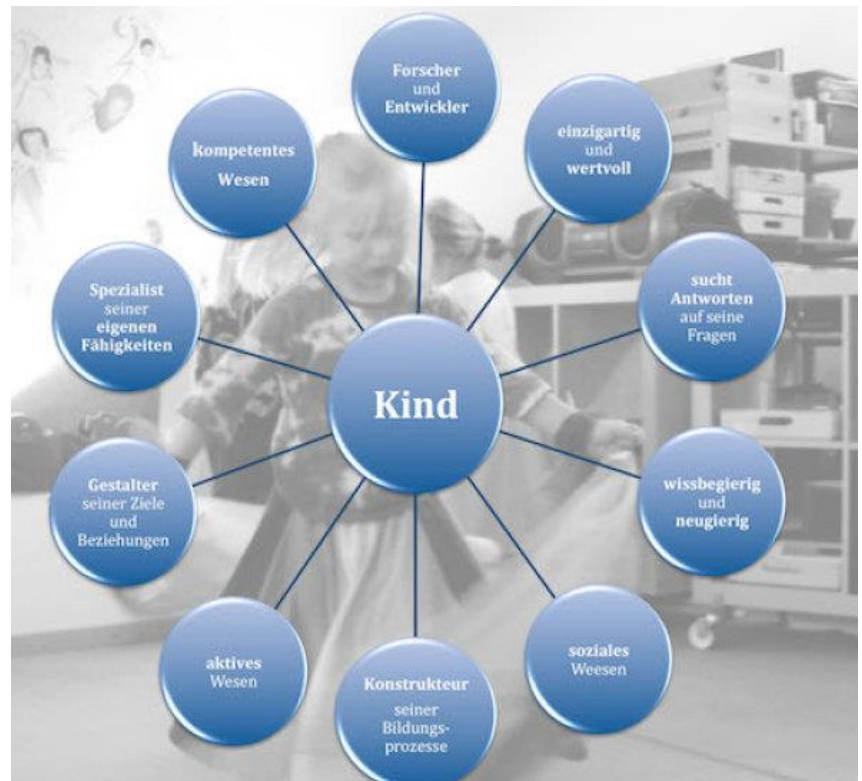 Forscher
und
Entwickler
einzigartig
und
wertvoll
sucht
Antworten
auf seine
Fragen
wissbegierig
und
neugierig
soziales
Weesen
Konstrukteur
seiner
Bildungs-
prozesse
aktives
Wesen
Gestalter
seiner Ziele
und
Beziehungen
Spezialist
seiner
eigenen
Fähigkeiten
kompetentes
Wesen
Kind